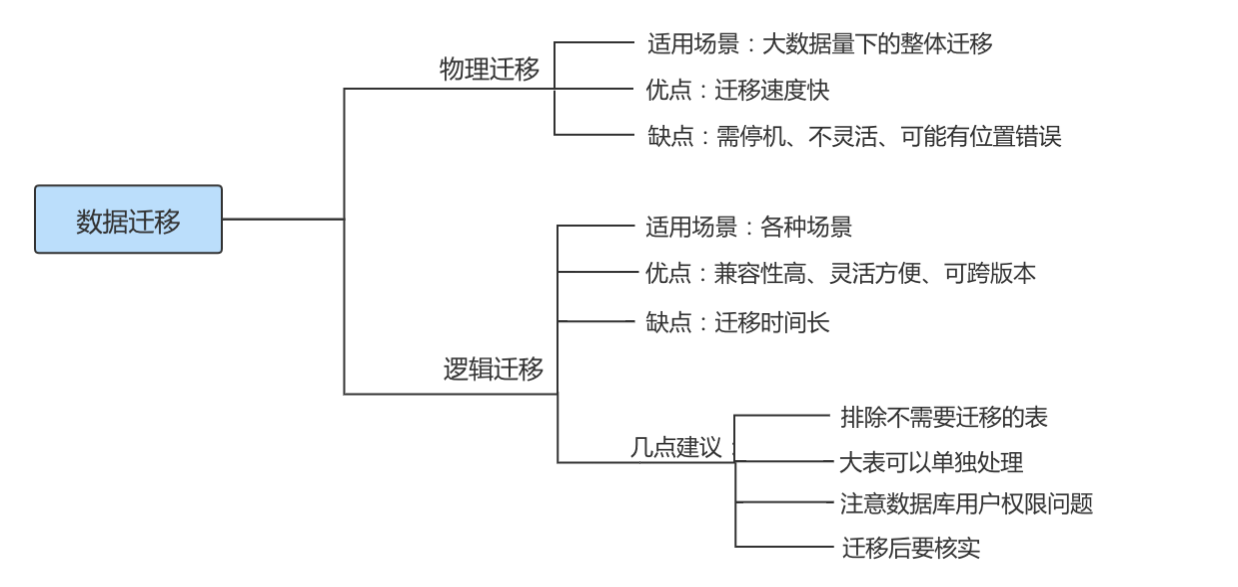 数据迁移
物理迁移
适用场景：大数据量下的整体迁移
优点：迁移速度快
缺点：需停机、不灵活、可能有位置错误
逻辑迁移
适用场景：各种场景
优点：兼容性高、灵活方便、可跨版本
缺点：迁移时间长
几点建议：
排除不需要迁移的表
大表可以单独处理
注意数据库用户权限问题
迁移后要核实